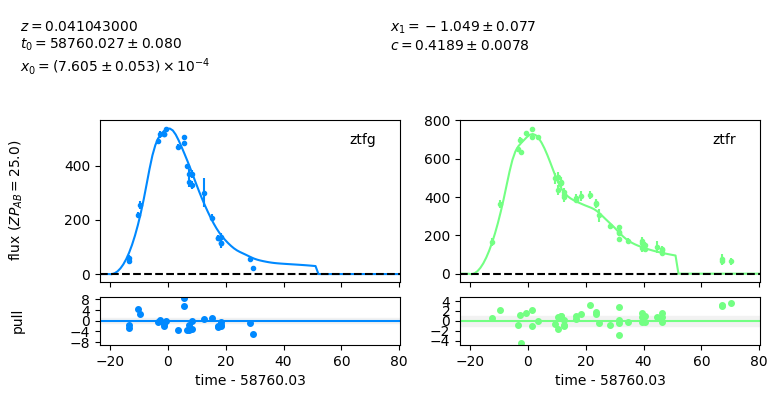 z = 0.041043000
t₀ = 58760.027 ± 0.080
x₀ = (7.605 ± 0.053) × 10⁻⁴
x₁ = −1.049 ± 0.077
c = 0.4189 ± 0.0078
flux (ZP_AB = 25.0)
400
200
0
ztfg
800
600
400
200
0
ztfr
pull
8
4
0
−4
−8
4
2
0
−2
−4
−20 0 20 40 60 80
time - 58760.03
−20 0 20 40 60 80
time - 58760.03